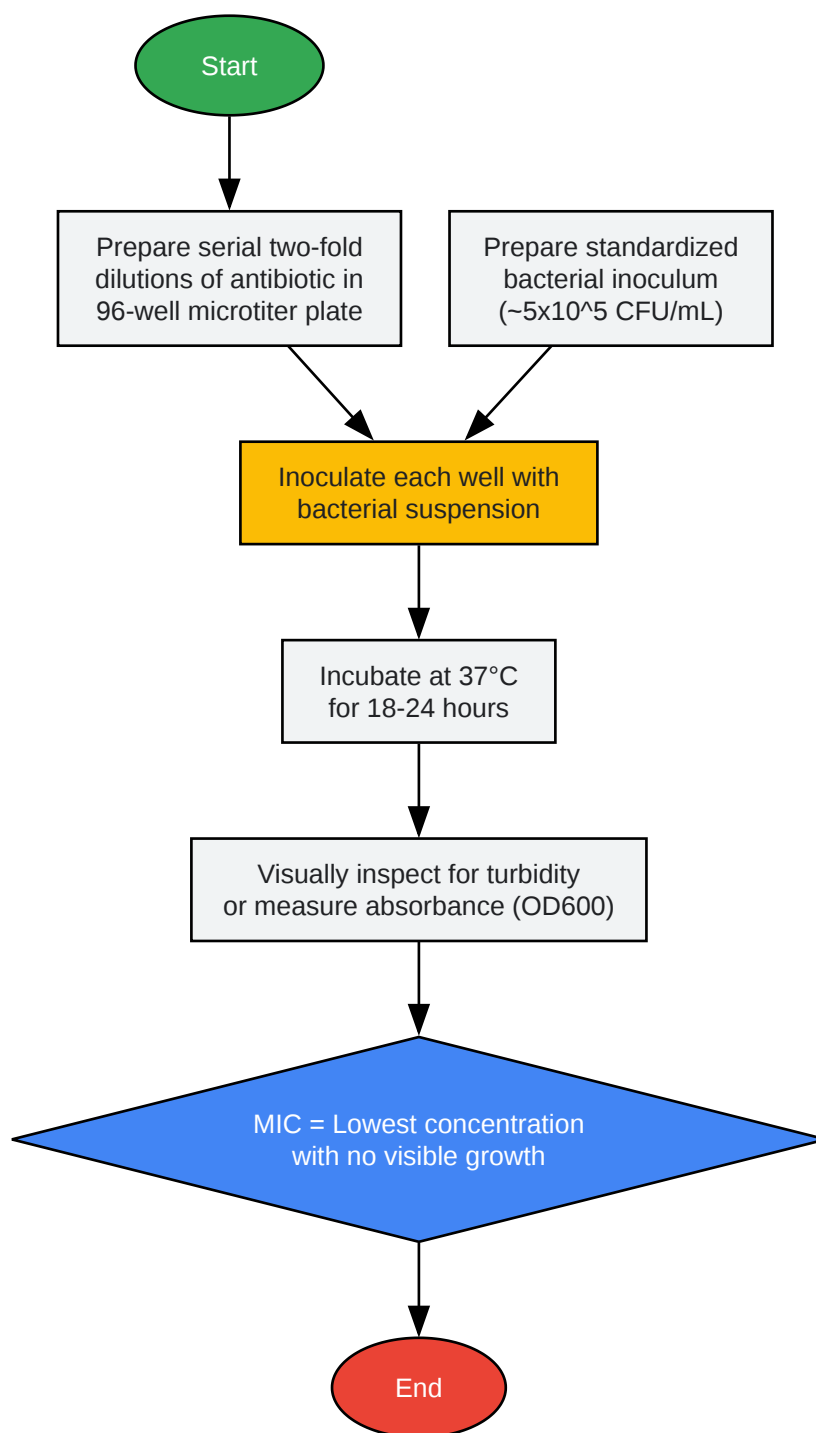 Start
Prepare serial two-fold
dilutions of antibiotic in
96-well microtiter plate
Prepare standardized
bacterial inoculum
(~5x10^5 CFU/mL)
Inoculate each well with
bacterial suspension
Incubate at 37°C
for 18-24 hours
Visually inspect for turbidity
or measure absorbance (OD600)
MIC = Lowest concentration
with no visible growth
End